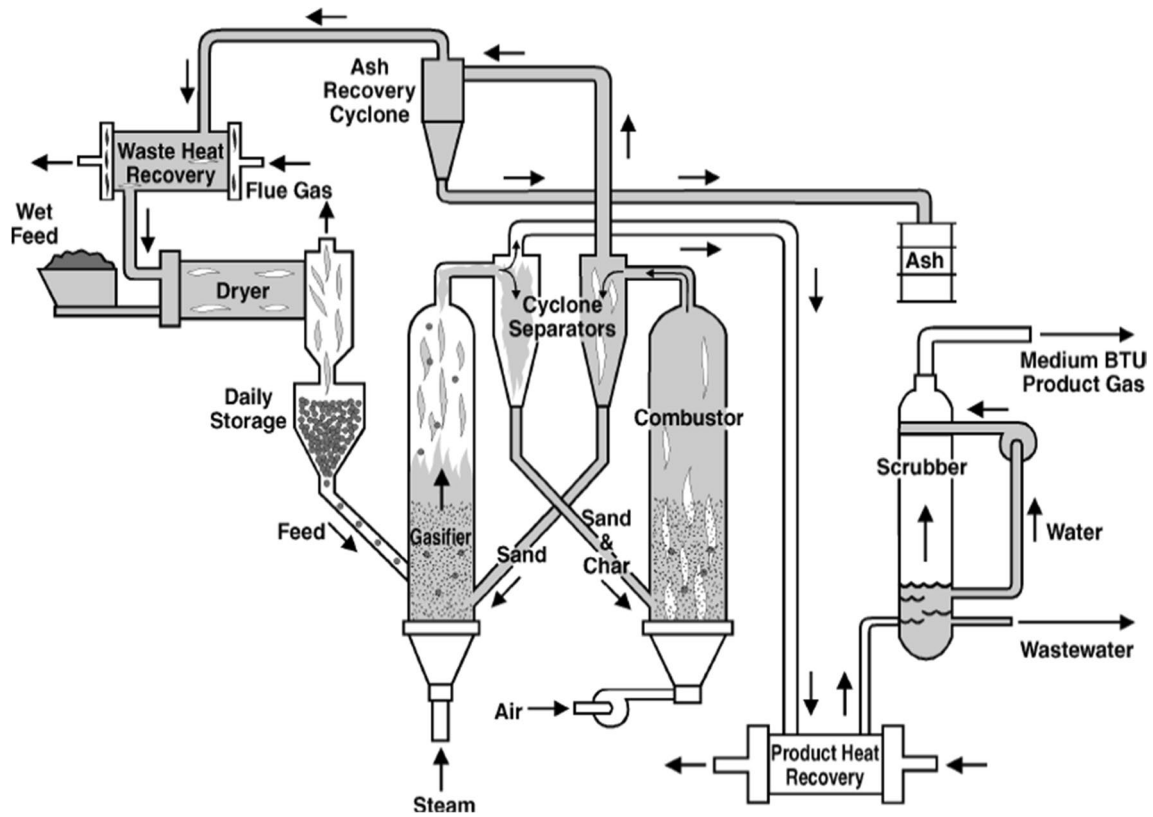 Ash
Recovery
Cyclone
Waste Heat
Recovery
Flue Gas
Wet
Feed
Dryer
Ash
Cyclone
Separators
Medium BTU
Product Gas
Daily
Storage
Combustor
Scrubber
Feed
Gasifier
Sand
Sand
&
Char
Water
Wastewater
Air
Product Heat
Recovery
Steam